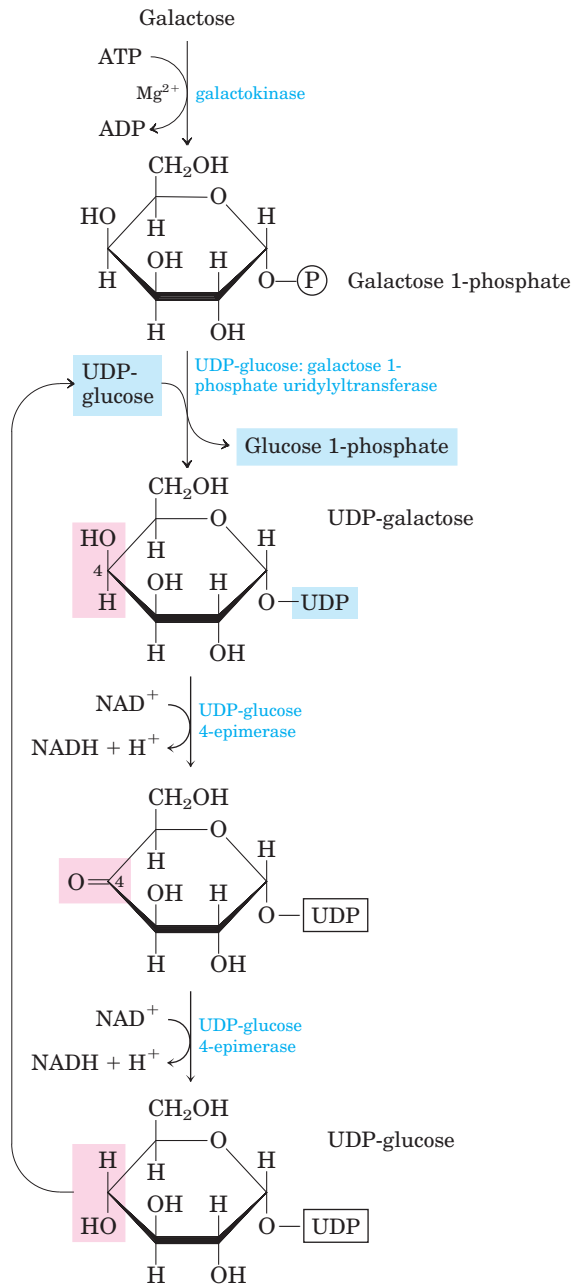 Galactose
ATP
Mg²⁺ galactokinase
ADP
CH₂OH
O
HO H
H
OH H
H O P Galactose 1-phosphate
H OH
UDP-glucose: galactose 1-
phosphate uridylyltransferase
UDP-
glucose
Glucose 1-phosphate
CH₂OH
O UDP-galactose
HO H
H
4
OH H
H O UDP
H OH
NAD⁺
UDP-glucose
4-epimerase
NADH + H⁺
CH₂OH
O
H
H
O 4
OH H
O UDP
H OH
NAD⁺
UDP-glucose
4-epimerase
NADH + H⁺
CH₂OH
O UDP-glucose
H H
H
4
OH H
HO O UDP
H OH